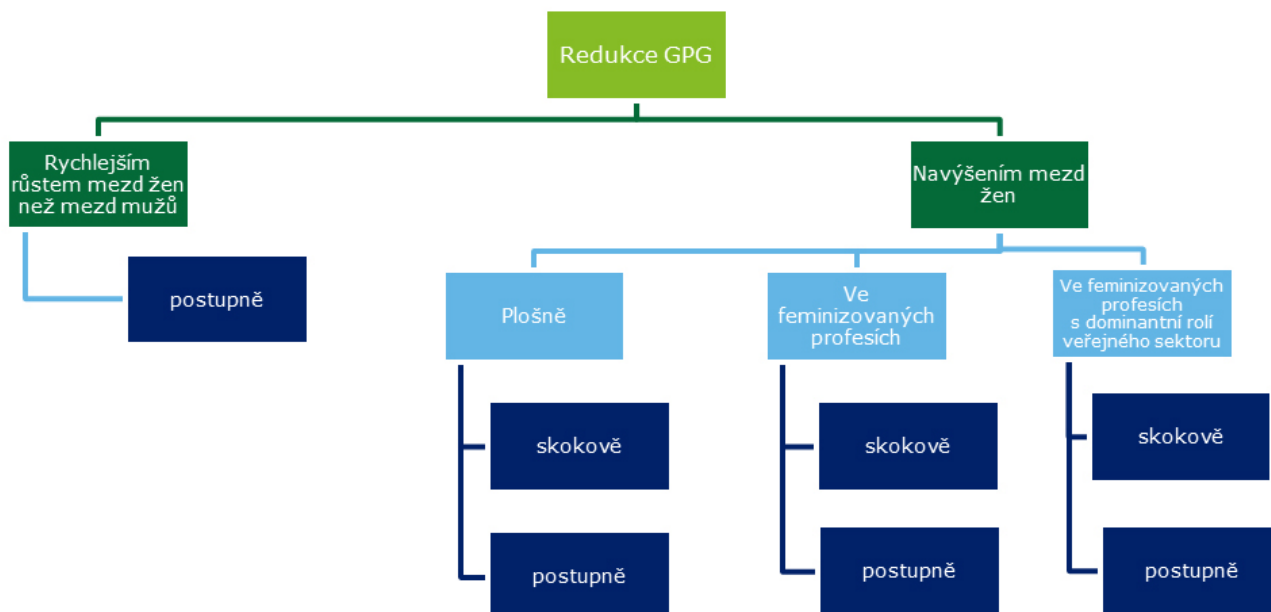 Redukce GPG
Rychlejším
růstem mezd žen
než mezd mužů
Navýšením mezd
žen
postupně
Plošně
Ve
feminizovaných
profesích
Ve feminizovaných
profesích
s dominantní rolí
veřejného sektoru
skokově
skokově
skokově
postupně
postupně
postupně